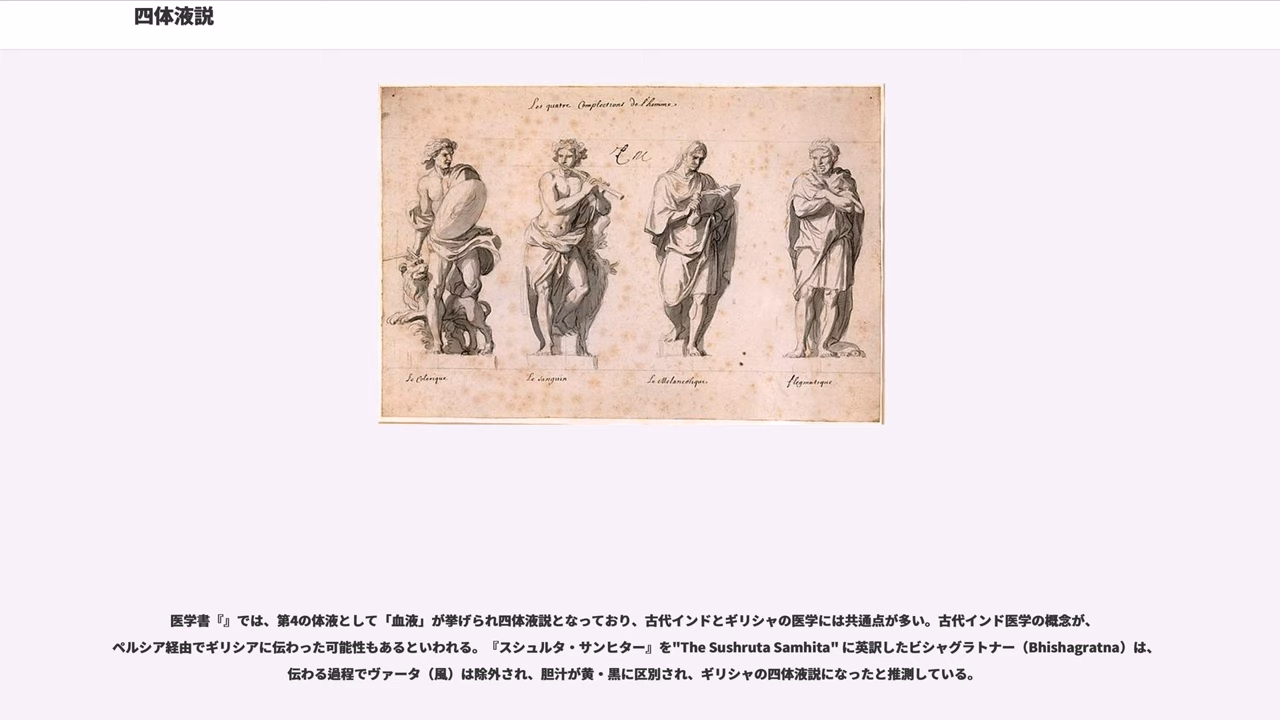 四体液説
Les quatre Complections de l'homme.
Le Colerique
Le Sanguin
Le Melancolique.
flegmatique
医学書『』では、第4の体液として「血液」が挙げられ四体液説となっており、古代インドとギリシャの医学には共通点が多い。古代インド医学の概念が、
ペルシア経由でギリシアに伝わった可能性もあるといわれる。『スシュルタ・サンヒター』を"The Sushruta Samhita" に英訳したビシャグラトナー（Bhishagratna）は、
伝わる過程でヴァータ（風）は除外され、胆汁が黄・黒に区別され、ギリシャの四体液説になったと推測している。